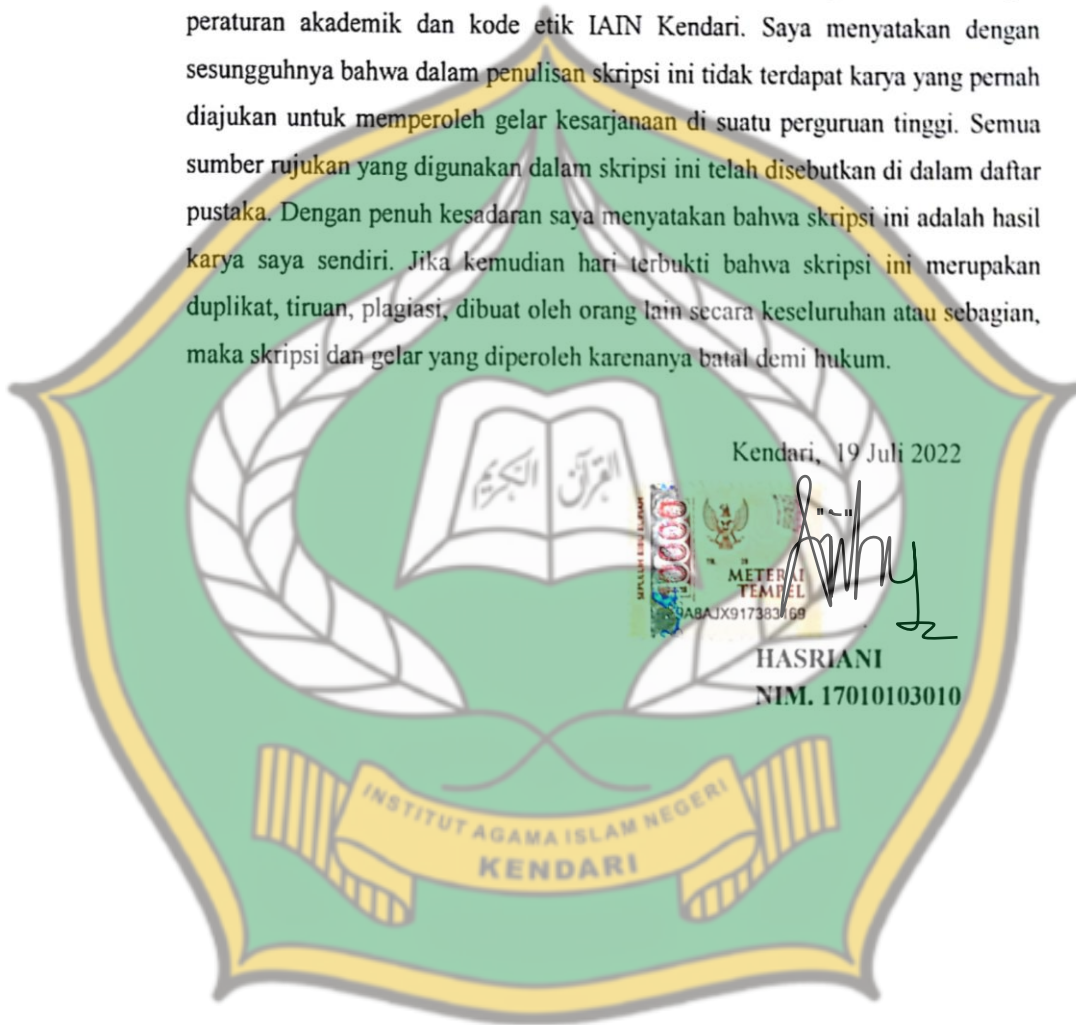 peraturan akademik dan kode etik IAIN Kendari. Saya menyatakan dengan
sesungguhnya bahwa dalam penulisan skripsi ini tidak terdapat karya yang pernah
diajukan untuk memperoleh gelar kesarjanaan di suatu perguruan tinggi. Semua
sumber rujukan yang digunakan dalam skripsi ini telah disebutkan di dalam daftar
pustaka. Dengan penuh kesadaran saya menyatakan bahwa skripsi ini adalah hasil
karya saya sendiri. Jika kemudian hari terbukti bahwa skripsi ini merupakan
duplikat, tiruan, plagiasi, dibuat oleh orang lain secara keseluruhan atau sebagian,
maka skripsi dan gelar yang diperoleh karenanya batal demi hukum.
Kendari, 19 Juli 2022
القرآن الكريم
METERAI
TEMPEL
9A8AJX917383169
HASRIANI
NIM. 17010103010
INSTITUT AGAMA ISLAM NEGERI
KENDARI